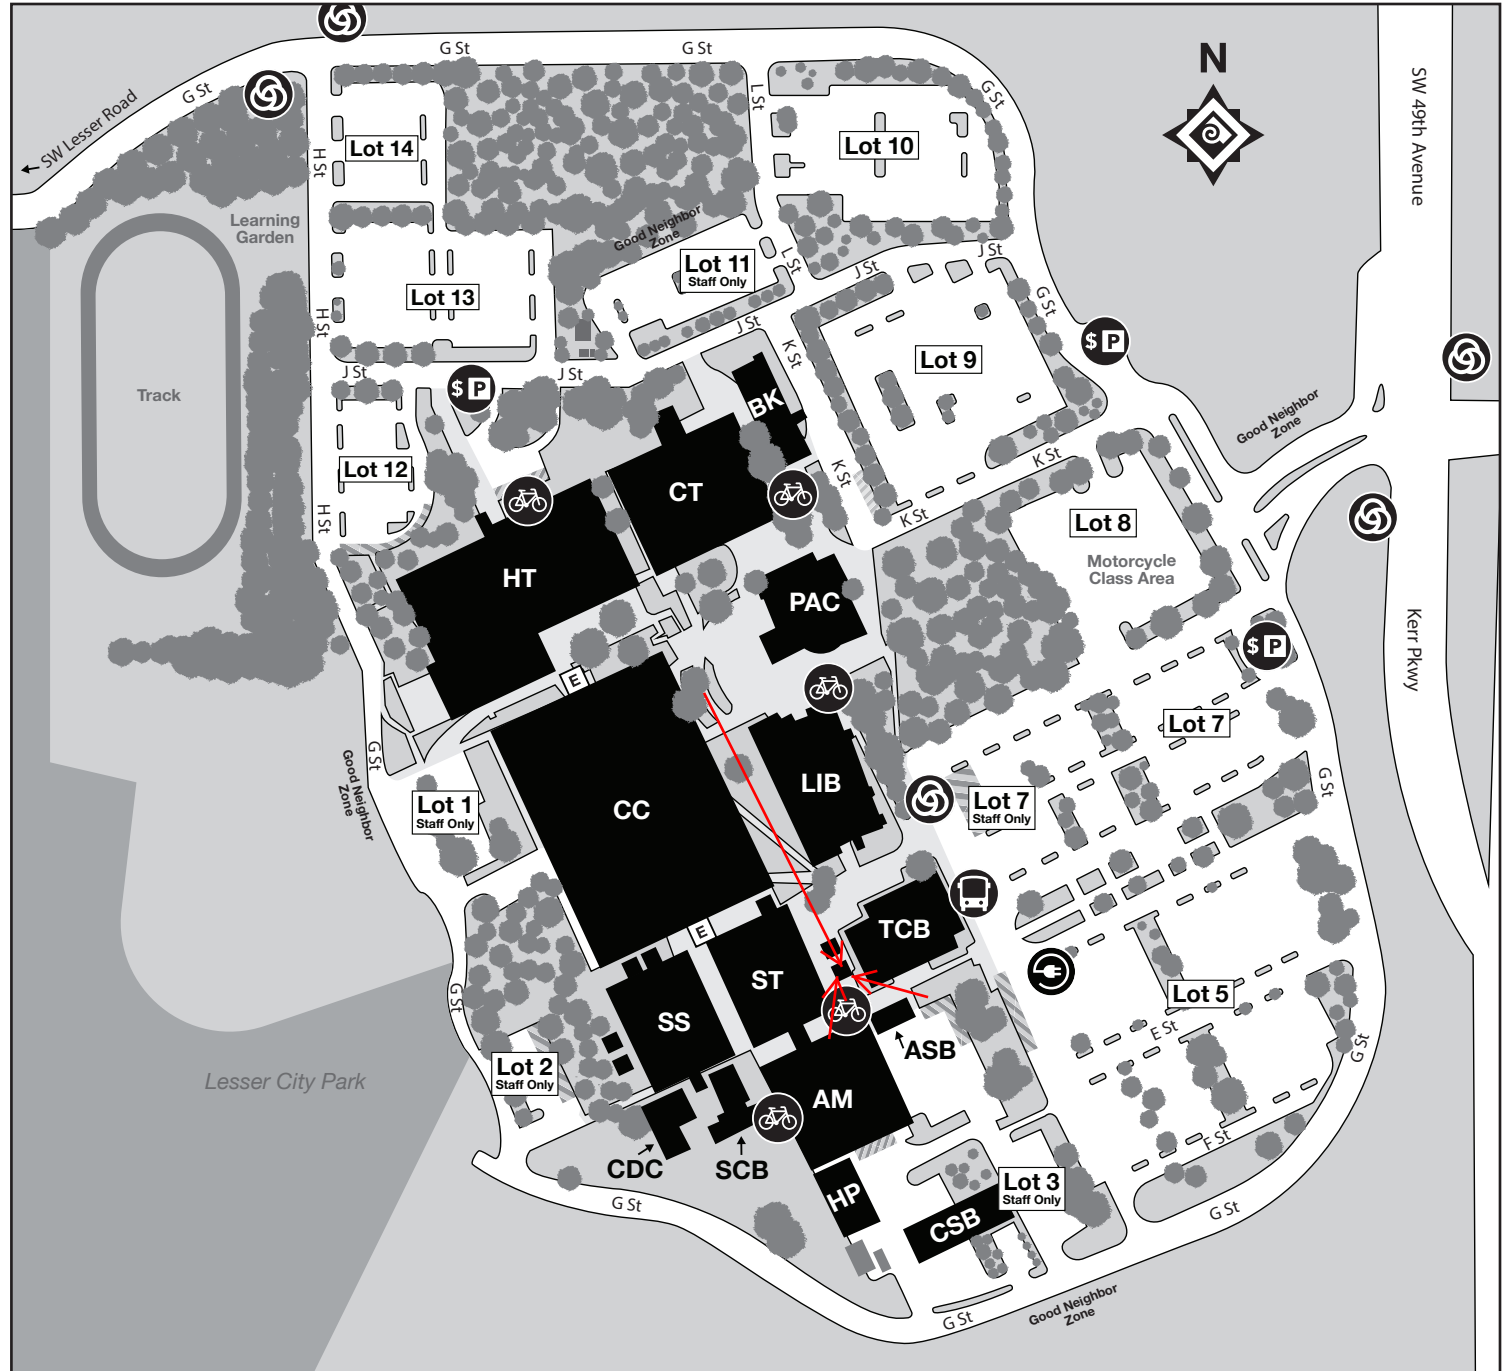 G St
G St
N
G St
SW Lesser Road
L St
G St
SW 49th Avenue
Lot 14
Lot 10
H St
Learning
Garden
Good Neighbor
Zone
Lot 11
Staff Only
L St
J St
J St
Lot 13
G St
H St
J St
K St
$ P
Lot 9
J St
J St
$ P
Track
BK
Good Neighbor
Zone
Lot 12
K St
K St
CT
H St
K St
Lot 8
Motorcycle
Class Area
HT
PAC
Kerr Pkwy
$ P
E
Lot 7
G St
Good Neighbor
Zone
LIB
G St
Lot 1
Staff Only
CC
Lot 7
Staff Only
E
TCB
ST
Lot 5
G St
SS
E St
ASB
G St
Lot 2
Staff Only
Lesser City Park
AM
F St
CDC
SCB
HP
Lot 3
Staff Only
G St
CSB
G St
Good Neighbor
Zone
G St